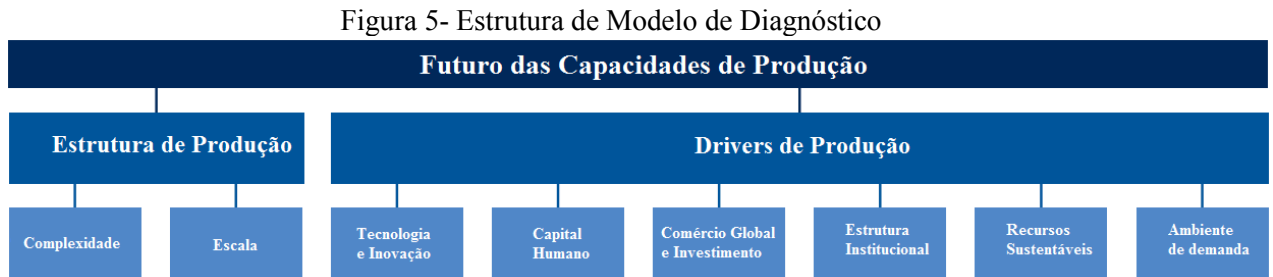 Figura 5- Estrutura de Modelo de Diagnóstico
Futuro das Capacidades de Produção
Estrutura de Produção
Drivers de Produção
Complexidade
Escala
Tecnologia
e Inovação
Capital
Humano
Comércio Global
e Investimento
Estrutura
Institucional
Recursos
Sustentáveis
Ambiente
de demanda